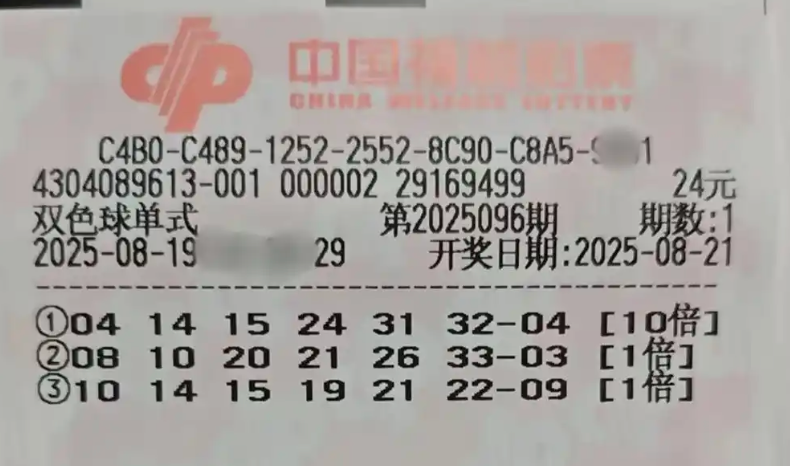 中国福利彩票
CHINA WELFARE LOTTERY
C4B0-C489-1252-2552-8C90-C8A5-
4304089613-001 000002 29169499 24元
双色球单式 第2025096期 期数:1
2025-08-19 29 开奖日期:2025-08-21
①04 14 15 24 31 32-04 [10倍]
②08 10 20 21 26 33-03 [1倍]
③10 14 15 19 21 22-09 [1倍]